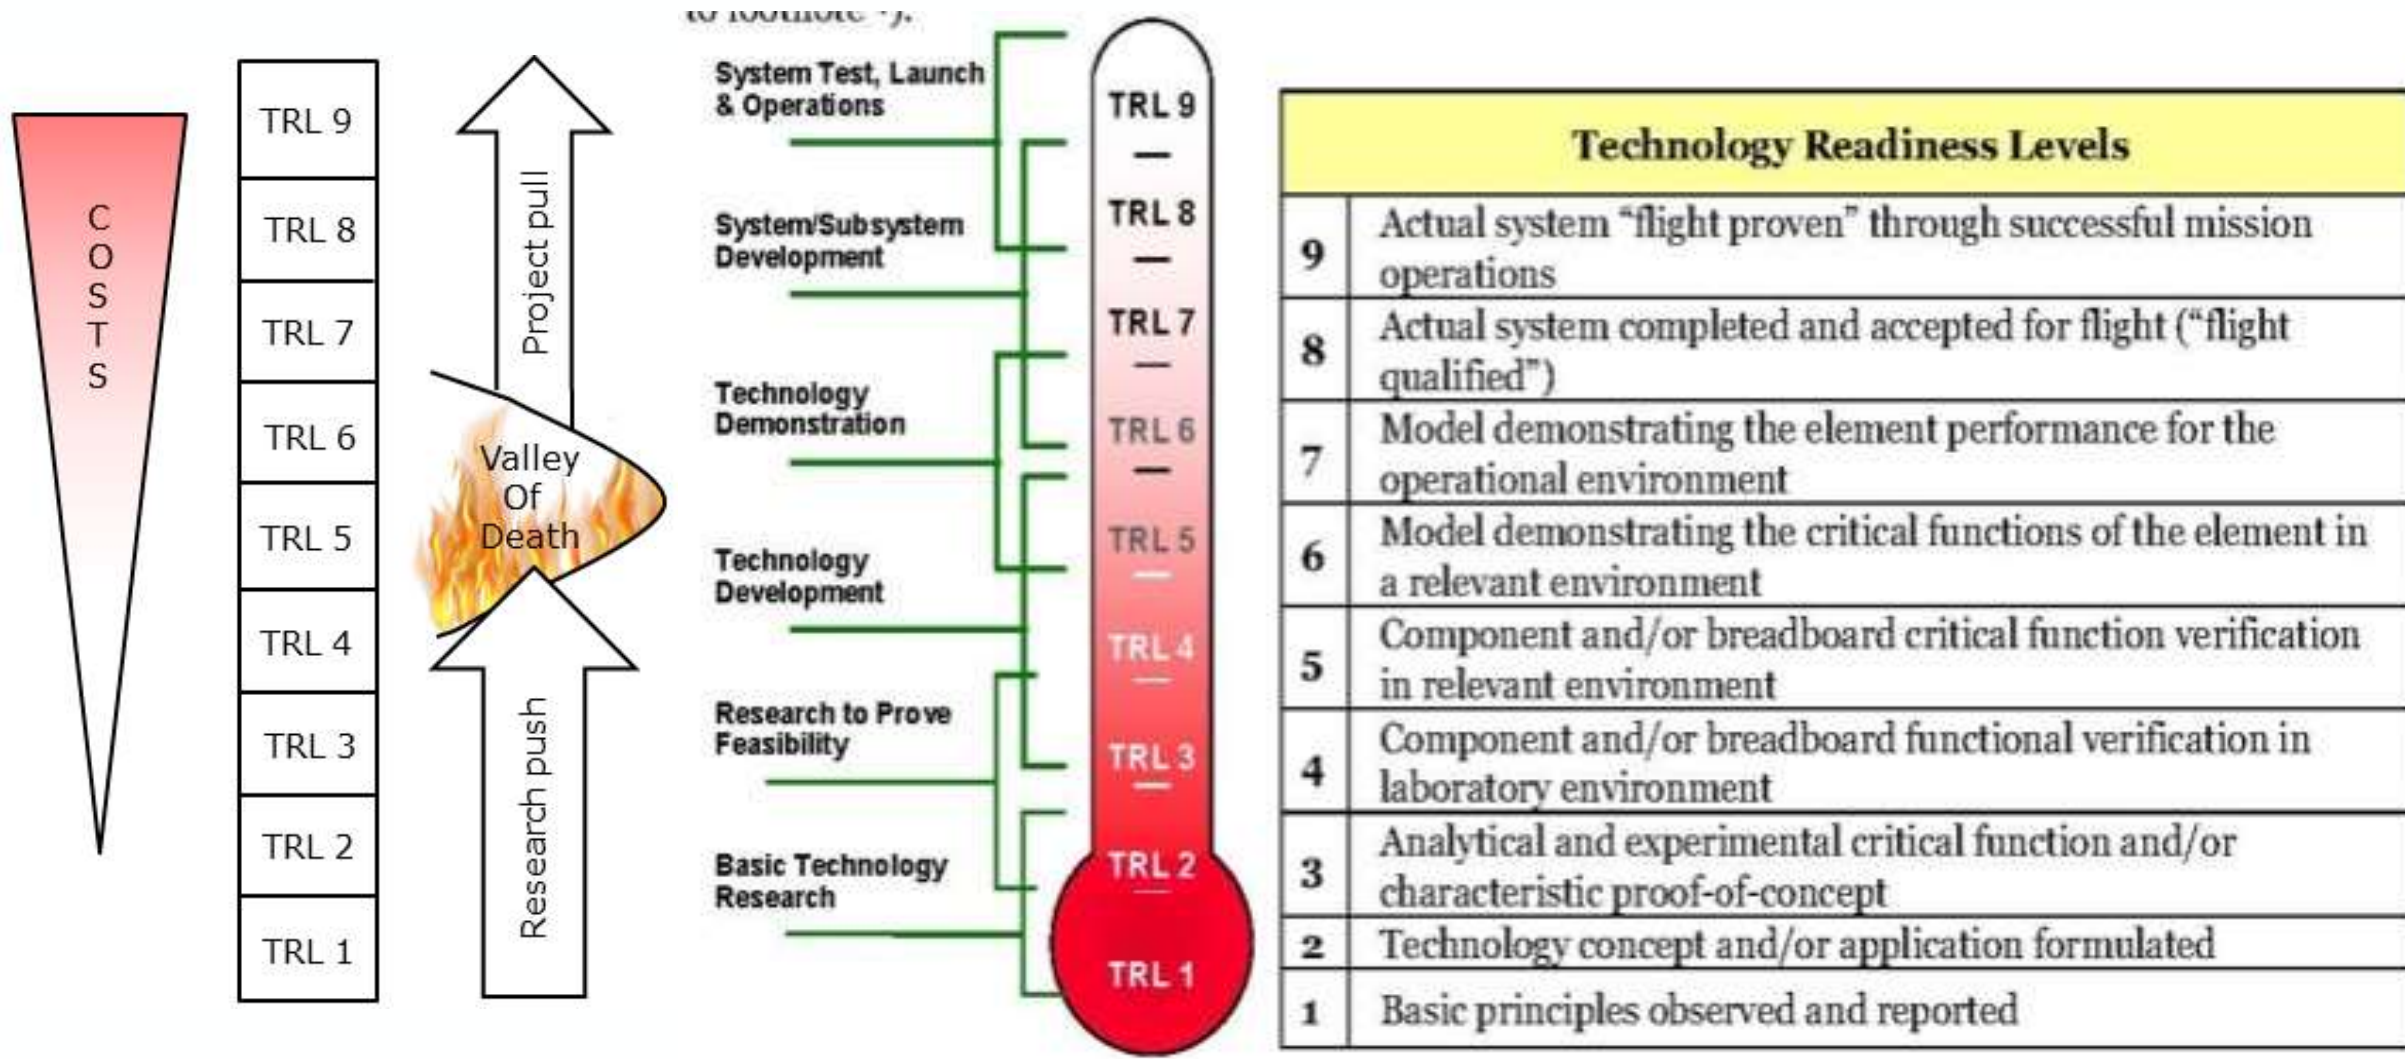 to footnote
C
O
S
T
S
TRL 9
TRL 8
TRL 7
TRL 6
TRL 5
TRL 4
TRL 3
TRL 2
TRL 1
Project pull
Valley
Of
Death
Research push
System Test, Launch
& Operations
System/Subsystem
Development
Technology
Demonstration
Technology
Development
Research to Prove
Feasibility
Basic Technology
Research
TRL 9
TRL 8
TRL 7
TRL 6
TRL 5
TRL 4
TRL 3
TRL 2
TRL 1
Technology Readiness Levels
9 Actual system “flight proven” through successful mission
operations
8 Actual system completed and accepted for flight (“flight
qualified”)
7 Model demonstrating the element performance for the
operational environment
6 Model demonstrating the critical functions of the element in
a relevant environment
5 Component and/or breadboard critical function verification
in relevant environment
4 Component and/or breadboard functional verification in
laboratory environment
3 Analytical and experimental critical function and/or
characteristic proof-of-concept
2 Technology concept and/or application formulated
1 Basic principles observed and reported